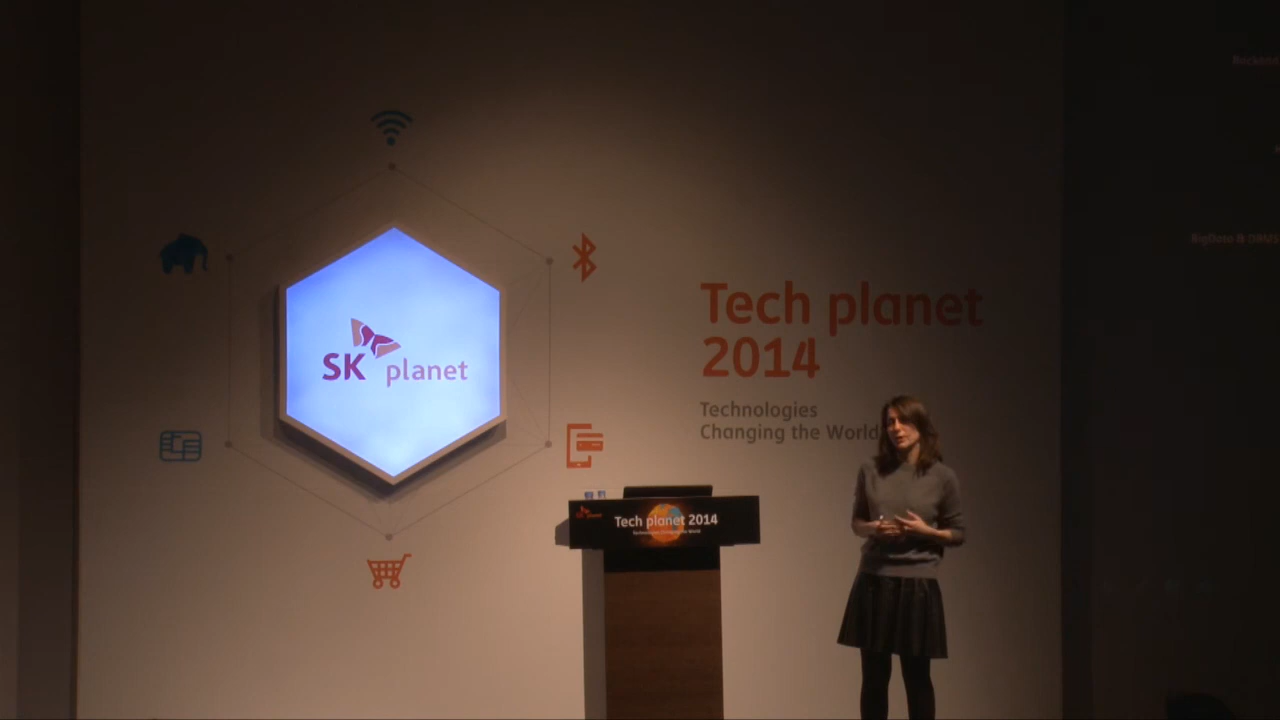 SK planet
Tech planet
2014
Technologies
Changing the World
Tech planet 2014